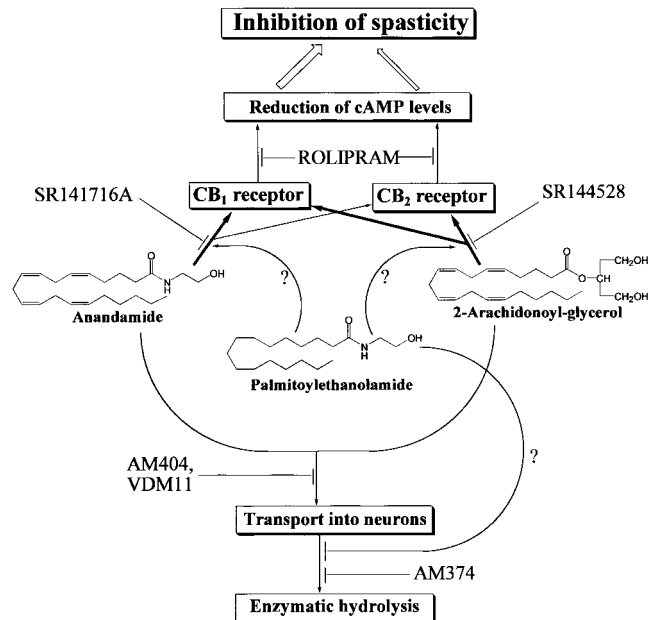 Inhibition of spasticity
Reduction of cAMP levels
ROLIPRAM
SR141716A
CB₁ receptor
CB₂ receptor
SR144528
O
N
H
OH
Anandamide
?
?
O
O
CH₂OH
CH₂OH
2-Arachidonoyl-glycerol
O
N
H
OH
Palmitoylethanolamide
AM404,
VDM11
?
Transport into neurons
AM374
Enzymatic hydrolysis